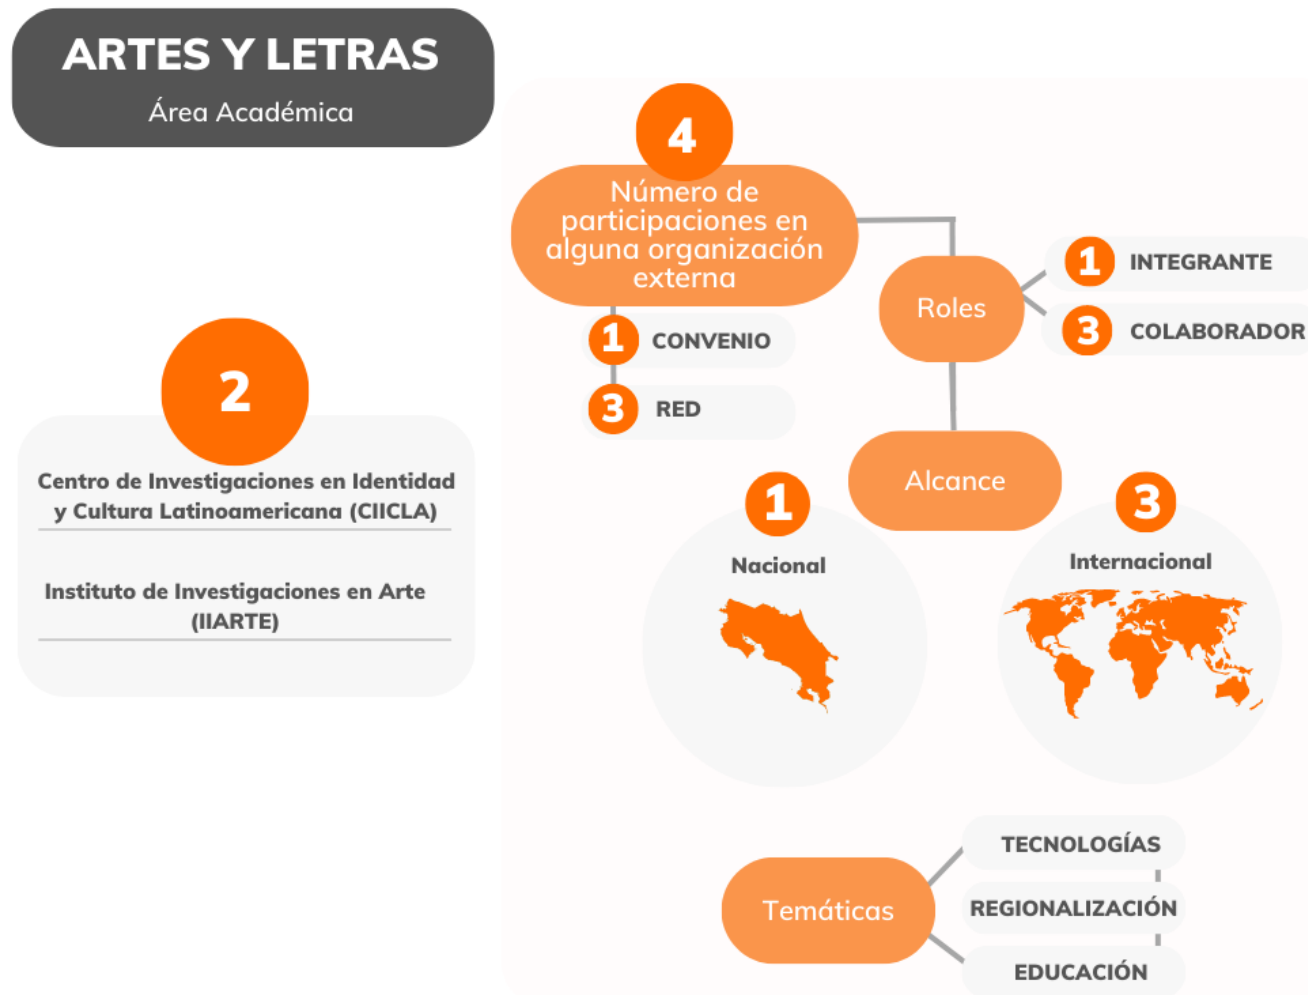 ARTES Y LETRAS
Área Académica
2
Centro de Investigaciones en Identidad
y Cultura Latinoamericana (CIICLA)
Instituto de Investigaciones en Arte
(IIARTE)
4
Número de
participaciones en
alguna organización
externa
1 CONVENIO
3 RED
Roles
1 INTEGRANTE
3 COLABORADOR
Alcance
1
Nacional
3
Internacional
Temáticas
TECNOLOGÍAS
REGIONALIZACIÓN
EDUCACIÓN